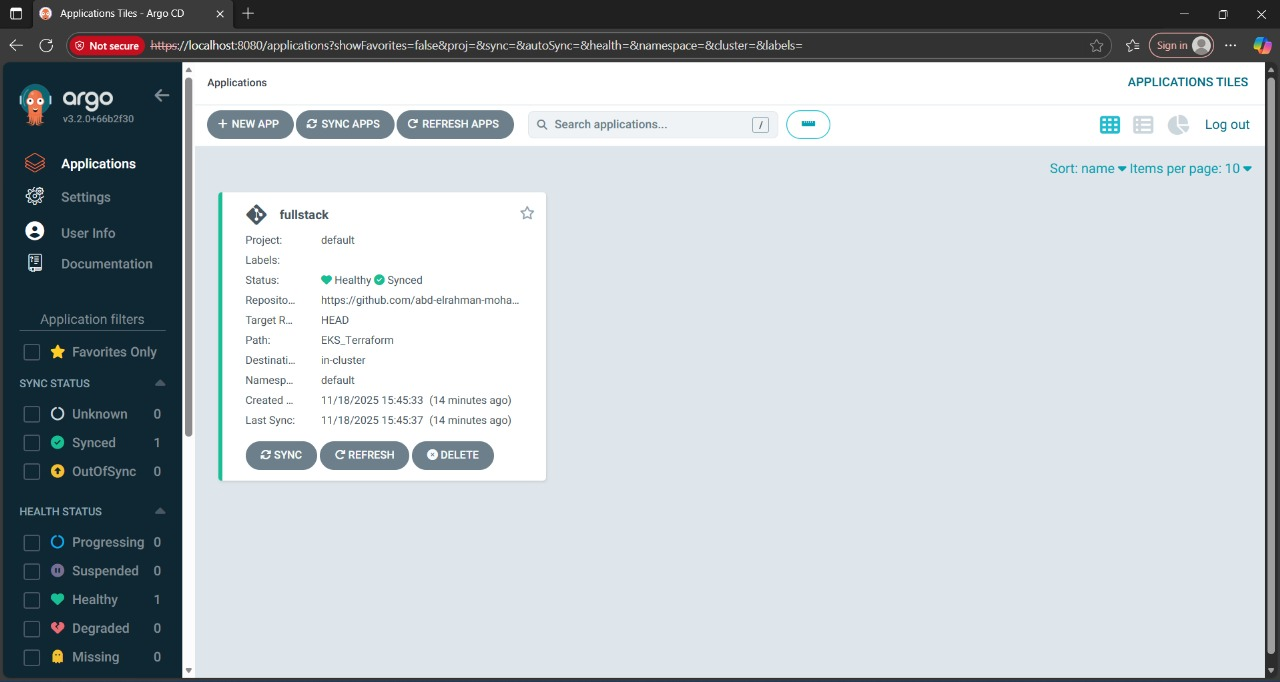 Applications Tiles - Argo CD
Not secure https://localhost:8080/applications?showFavorites=false&proj=&sync=&autoSync=&health=&namespace=&cluster=&labels= Sign in
argo
v3.2.0+66b2f30
Applications
Settings
User Info
Documentation
Application filters
Favorites Only
SYNC STATUS
Unknown 0
Synced 1
OutOfSync 0
HEALTH STATUS
Progressing 0
Suspended 0
Healthy 1
Degraded 0
Missing 0
Applications APPLICATIONS TILES
+ NEW APP SYNC APPS REFRESH APPS Search applications... / Log out
Sort: name Items per page: 10
fullstack
Project: default
Labels:
Status: Healthy Synced
Reposito... https://github.com/abd-elrahman-moha...
Target R... HEAD
Path: EKS_Terraform
Destinati... in-cluster
Namesp... default
Created ... 11/18/2025 15:45:33 (14 minutes ago)
Last Sync: 11/18/2025 15:45:37 (14 minutes ago)
SYNC REFRESH DELETE